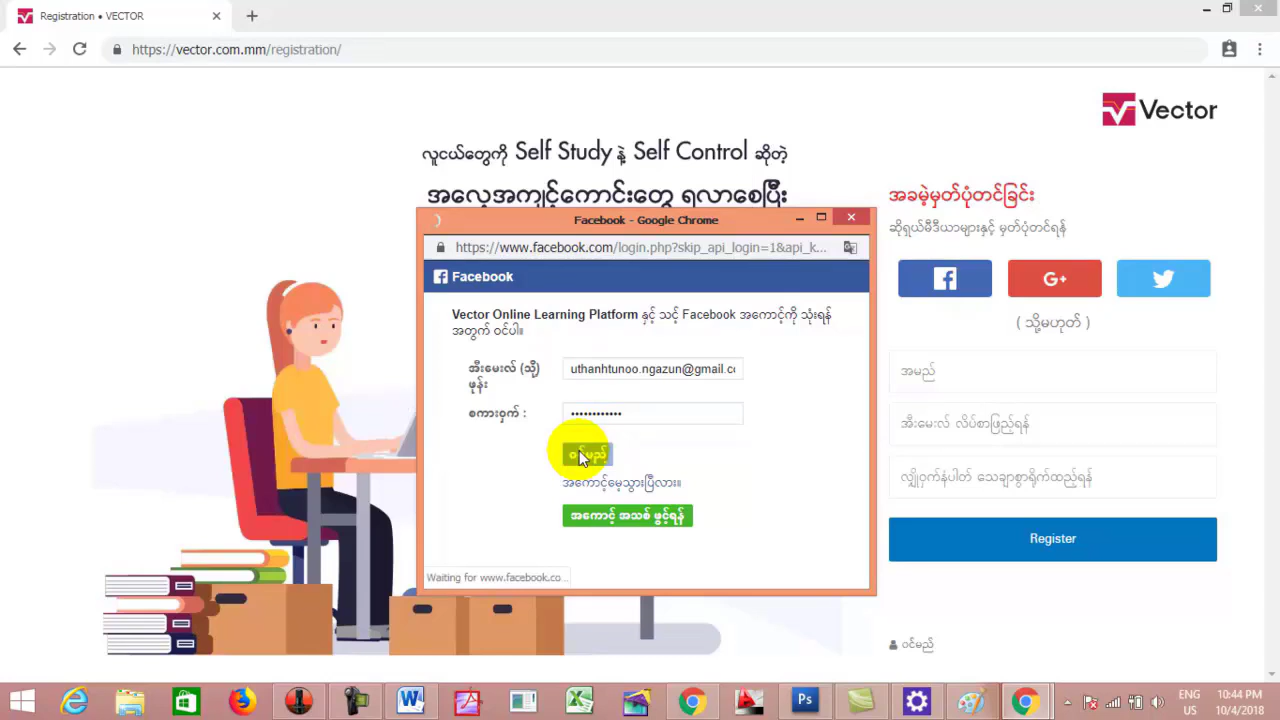 Registration • VECTOR
https://vector.com.mm/registration/
Vector
လူငယ်တွေကို Self Study နဲ့ Self Control ဆိုတဲ့
အလေ့အကျင့်ကောင်းတွေ ရလာစေပြီး
အခမဲ့မှတ်ပုံတင်ခြင်း
ဆိုရှယ်မီဒီယာများနှင့် မှတ်ပုံတင်ရန်
G+
( သို့မဟုတ် )
အမည်
အီးမေးလ် လိပ်စာဖြည့်ရန်
လျှို့ဝှက်နံပါတ် သေချာစွာရိုက်ထည့်ရန်
Register
ဝင်မည်
Facebook - Google Chrome
https://www.facebook.com/login.php?skip_api_login=1&api_k...
Facebook
Vector Online Learning Platform နှင့် သင့် Facebook အကောင့်ကို သုံးရန်
အတွက် ဝင်ပါ။
အီးမေးလ် (သို့)
ဖုန်း
uthanhtunoo.ngazun@gmail.co
စကားဝှက် :
••••••••••••
ဝင်မည်
အကောင့်မေ့သွားပြီလား။
အကောင့် အသစ် ဖွင့်ရန်
Waiting for www.facebook.co...
ENG
US
10:44 PM
10/4/2018